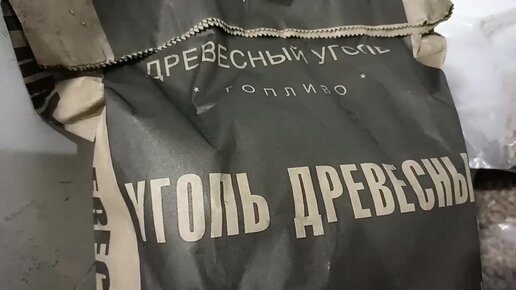 ДРЕВЕСНЫЙ УГОЛЬ
* ТОПЛИВО *
УГОЛЬ ДРЕВЕСНЫ